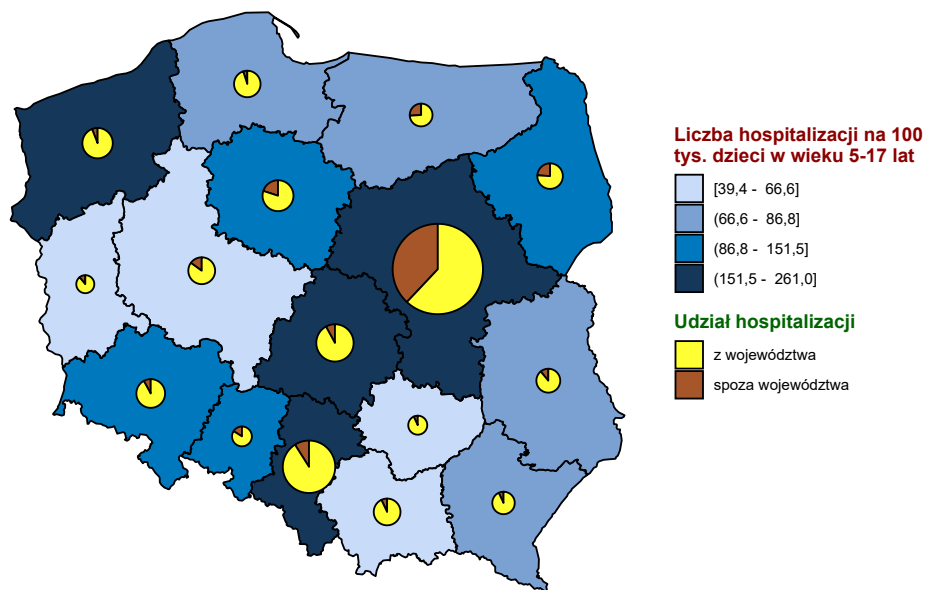 Liczba hospitalizacji na 100
tys. dzieci w wieku 5-17 lat
[39,4 - 66,6]
(66,6 - 86,8]
(86,8 - 151,5]
(151,5 - 261,0]
Udział hospitalizacji
z województwa
spoza województwa